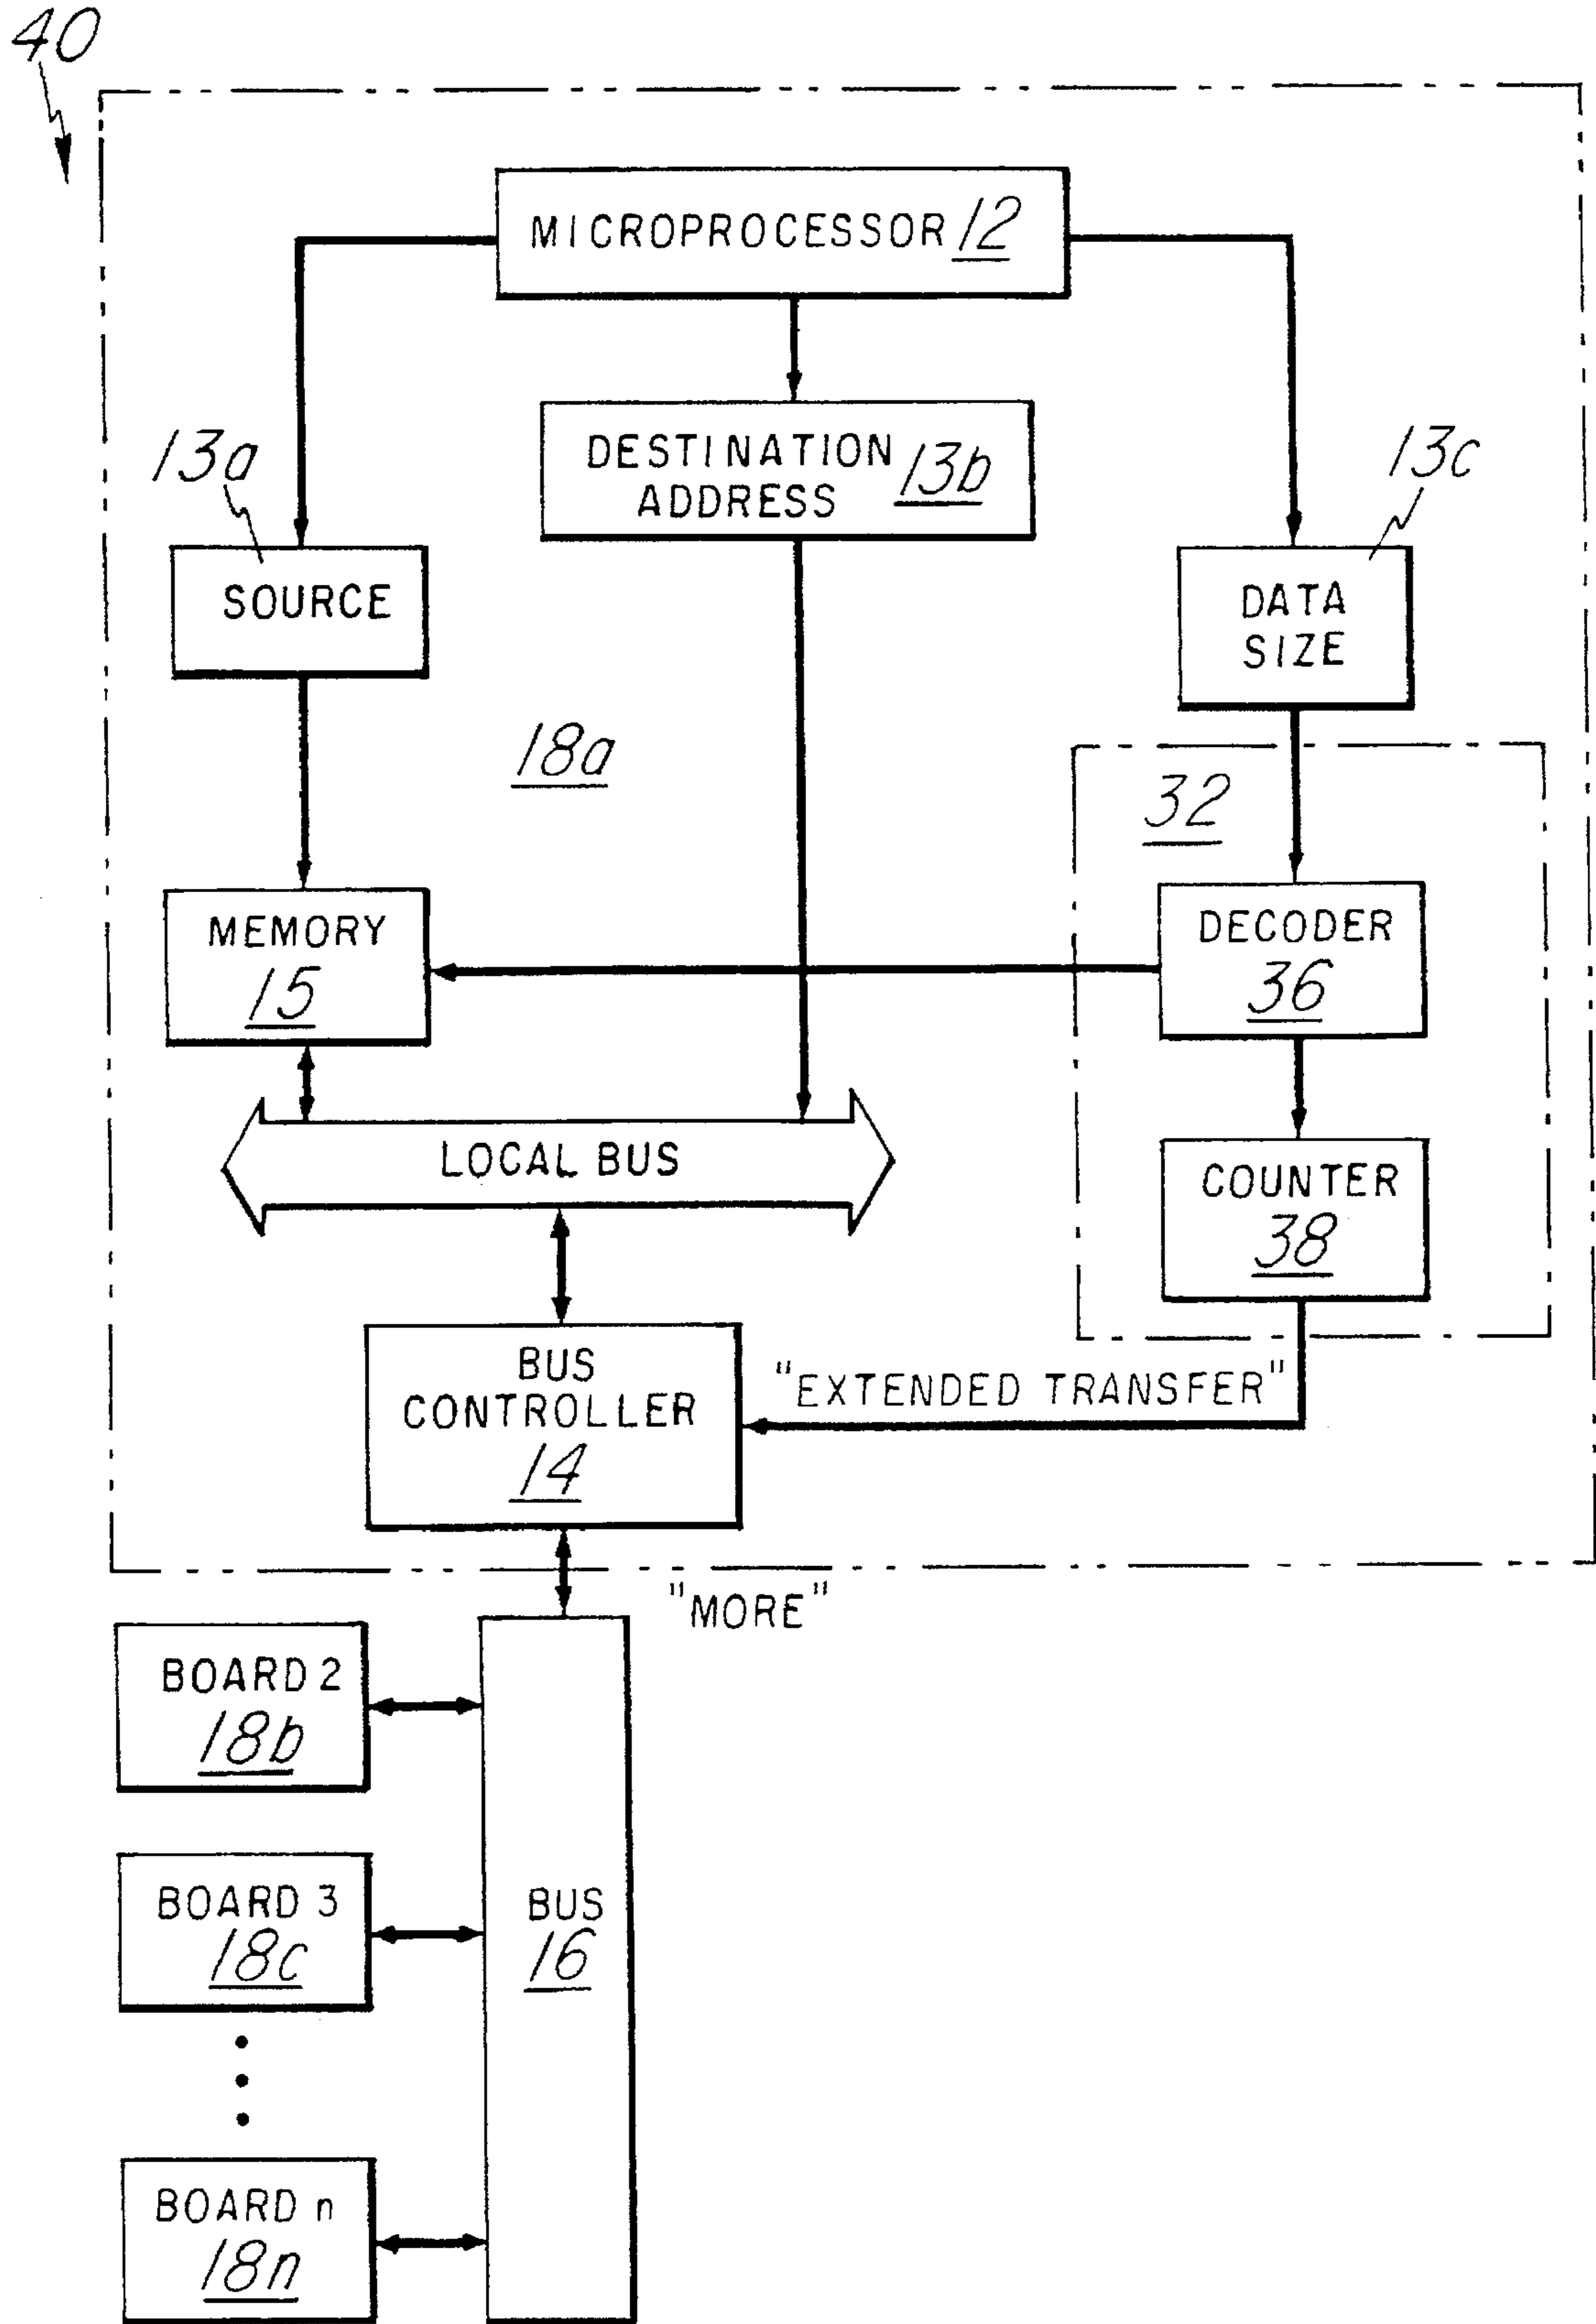 40
MICROPROCESSOR 12
13a
DESTINATION
ADDRESS 13b
13c
SOURCE
DATA
SIZE
18a
32
MEMORY
15
DECODER
36
LOCAL BUS
COUNTER
38
BUS
CONTROLLER
14
"EXTENDED TRANSFER"
"MORE"
BOARD 2
18b
BOARD 3
18c
BUS
16
BOARD n
18n